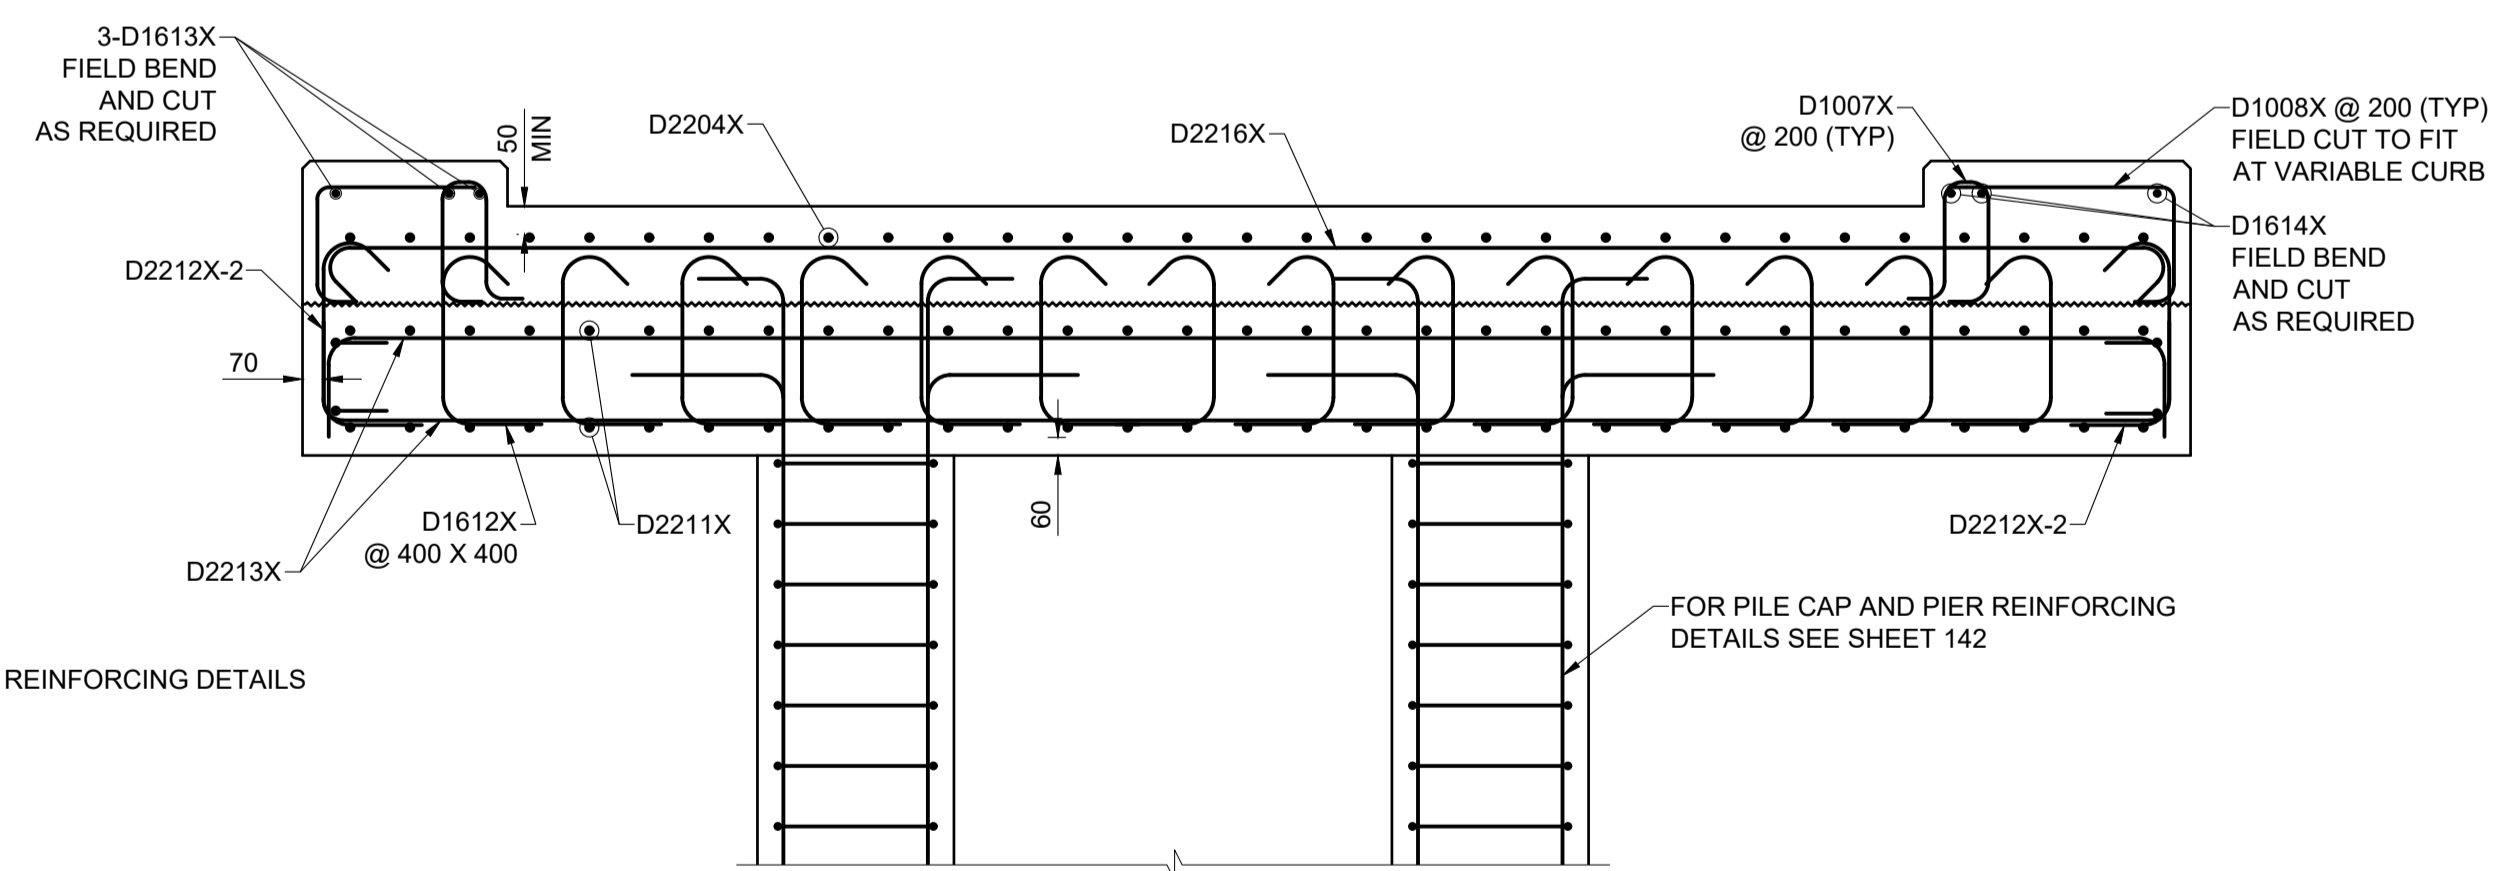 3-D1613X
FIELD BEND
AND CUT
AS REQUIRED
50
MIN
D2204X
D2216X
D1007X
@ 200 (TYP)
D1008X @ 200 (TYP)
FIELD CUT TO FIT
AT VARIABLE CURB
D1614X
FIELD BEND
AND CUT
AS REQUIRED
D2212X-2
70
D1612X
@ 400 X 400
D2211X
60
D2212X-2
D2213X
FOR PILE CAP AND PIER REINFORCING
DETAILS SEE SHEET 142
REINFORCING DETAILS